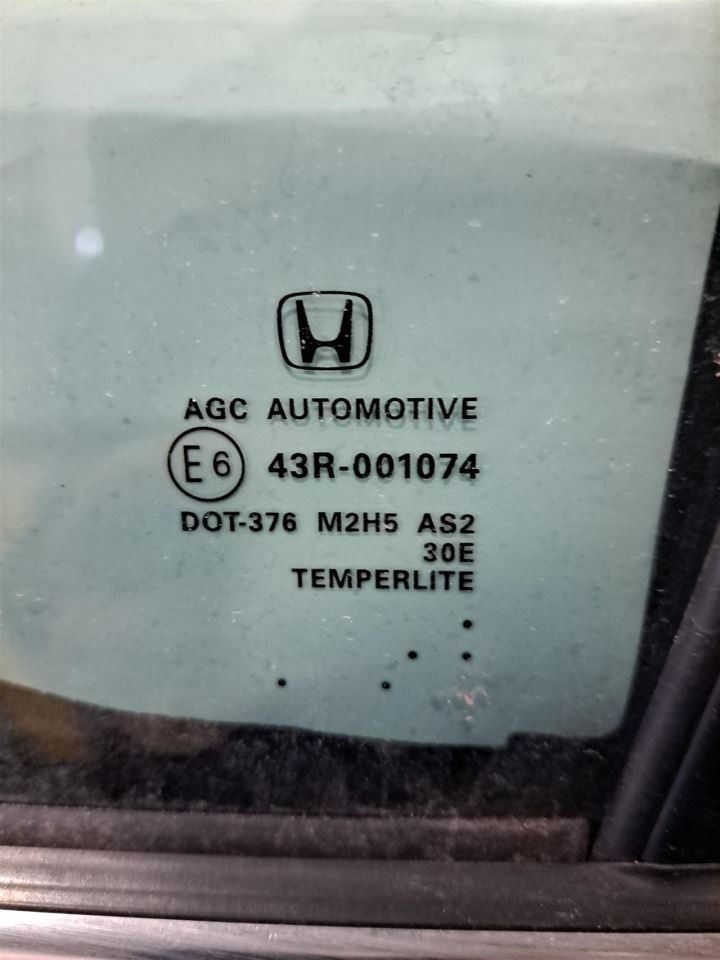 AGC AUTOMOTIVE
E6 43R-001074
DOT-376 M2H5 AS2
30E
TEMPERLITE